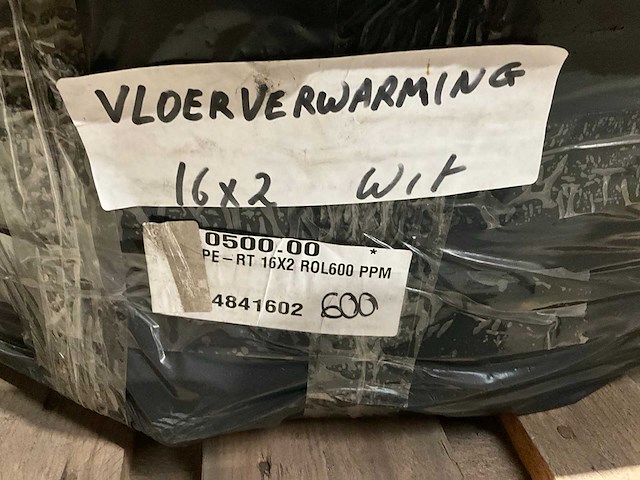 VLOERVERWARMING
16x2 Wit
0500.00 *
PE-RT 16X2 ROL600 PPM
4841602 600